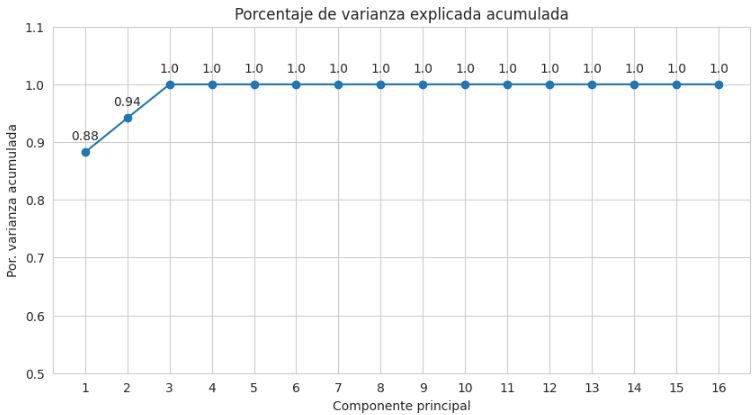 Porcentaje de varianza explicada acumulada
1.1
1.0
0.9
0.8
0.7
0.6
0.5
Por. varianza acumulada
0.88
0.94
1.0 1.0 1.0 1.0 1.0 1.0 1.0 1.0 1.0 1.0 1.0 1.0 1.0 1.0
1 2 3 4 5 6 7 8 9 10 11 12 13 14 15 16
Componente principal